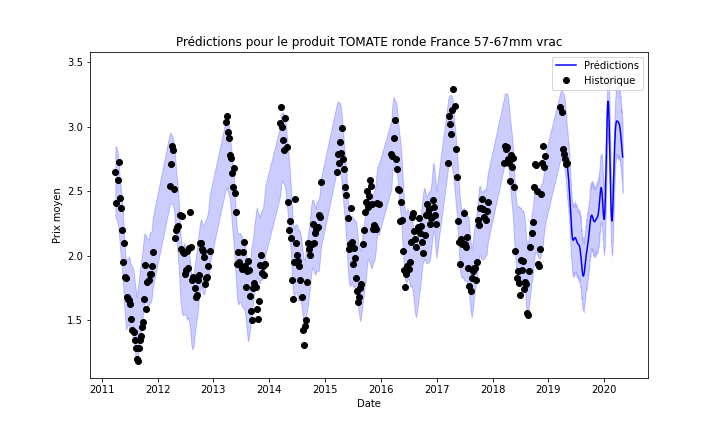 Prédictions pour le produit TOMATE ronde France 57-67mm vrac
Prédictions
Historique
3.5
3.0
2.5
2.0
1.5
Prix moyen
2011 2012 2013 2014 2015 2016 2017 2018 2019 2020
Date